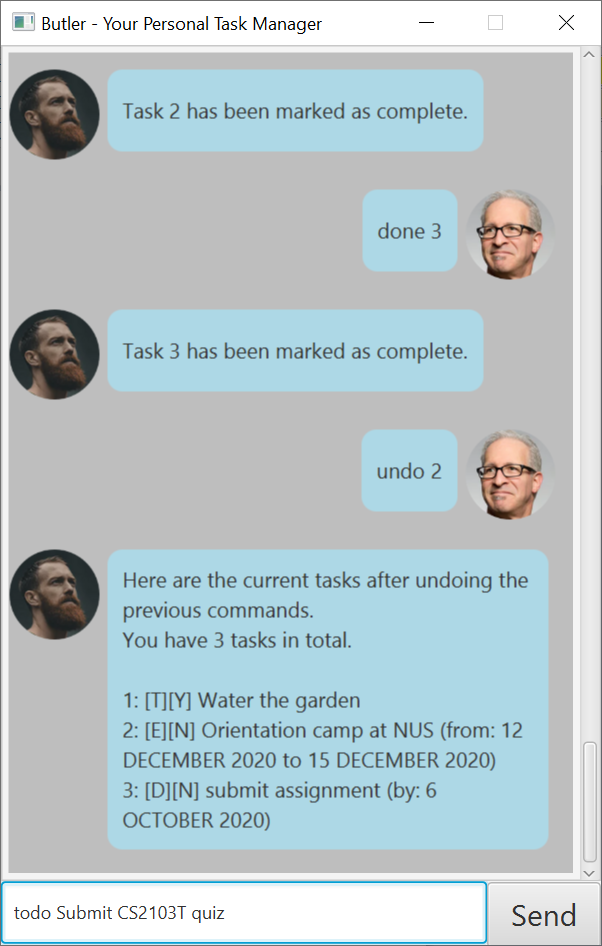 Butler - Your Personal Task Manager
Task 2 has been marked as complete.
done 3
Task 3 has been marked as complete.
undo 2
Here are the current tasks after undoing the
previous commands.
You have 3 tasks in total.
1: [T][Y] Water the garden
2: [E][N] Orientation camp at NUS (from: 12
DECEMBER 2020 to 15 DECEMBER 2020)
3: [D][N] submit assignment (by: 6
OCTOBER 2020)
todo Submit CS2103T quiz
Send